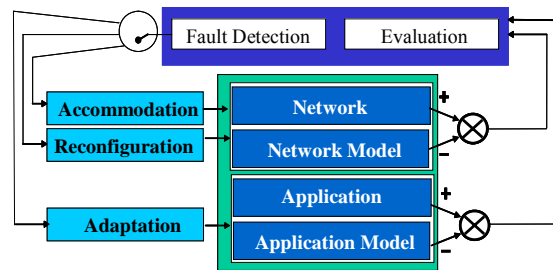 Fault Detection
Evaluation
Accommodation
Network
+
Reconfiguration
Network Model
−
Application
+
Adaptation
Application Model
−